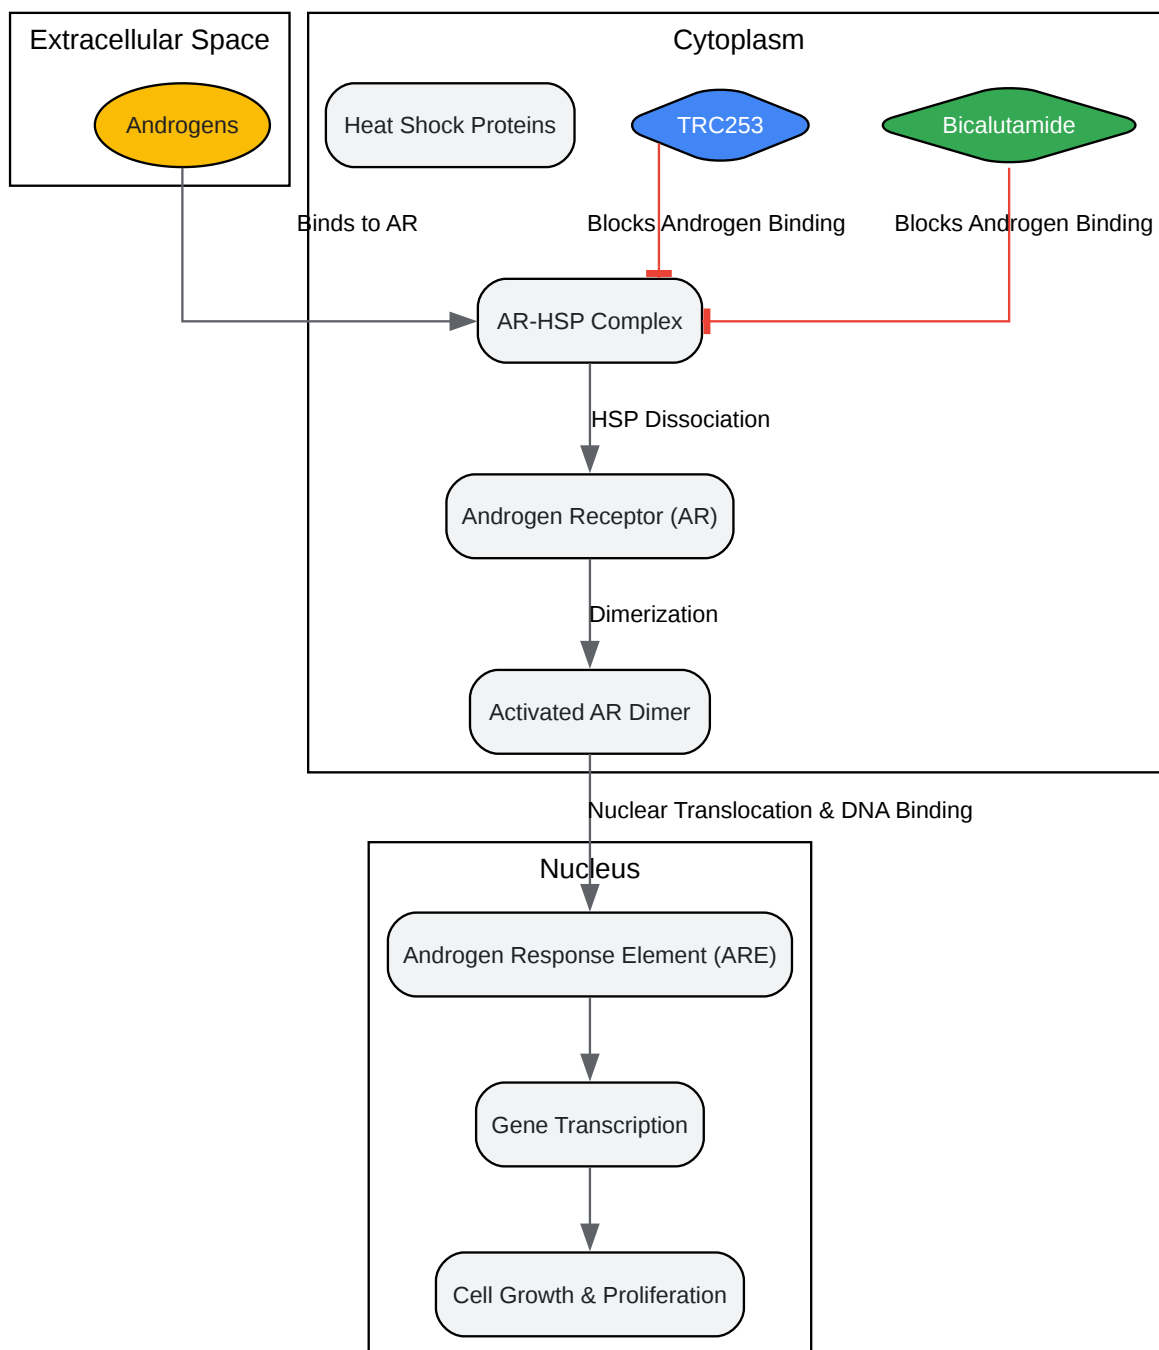 Extracellular Space
Cytoplasm
Androgens
Heat Shock Proteins
TRC253
Bicalutamide
Binds to AR
Blocks Androgen Binding
Blocks Androgen Binding
AR-HSP Complex
HSP Dissociation
Androgen Receptor (AR)
Dimerization
Activated AR Dimer
Nuclear Translocation & DNA Binding
Nucleus
Androgen Response Element (ARE)
Gene Transcription
Cell Growth & Proliferation